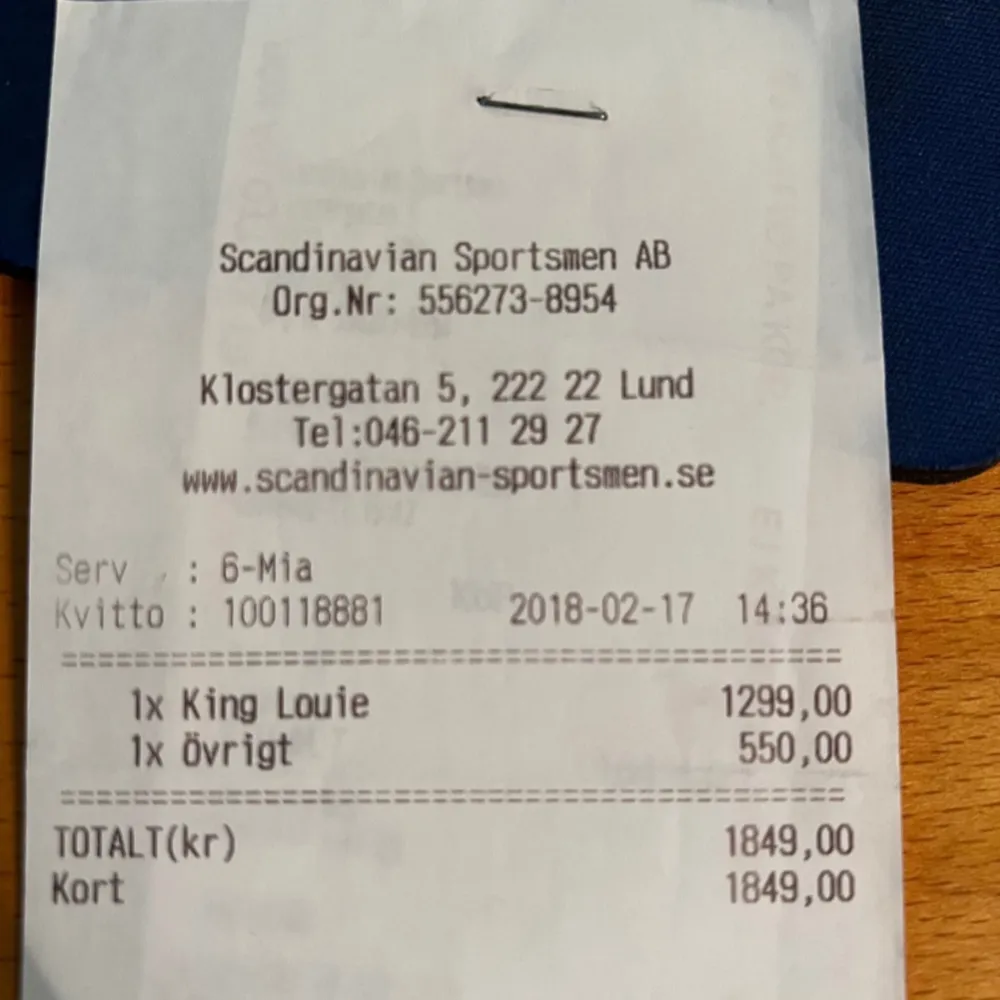 Scandinavian Sportsmen AB
Org.Nr: 556273-8954
Klostergatan 5, 222 22 Lund
Tel:046-211 29 27
www.scandinavian-sportsmen.se
Serv : 6-Mia
Kvitto : 100118881 2018-02-17 14:36
========================================
1x King Louie 1299,00
1x Övrigt 550,00
========================================
TOTALT(kr) 1849,00
Kort 1849,00